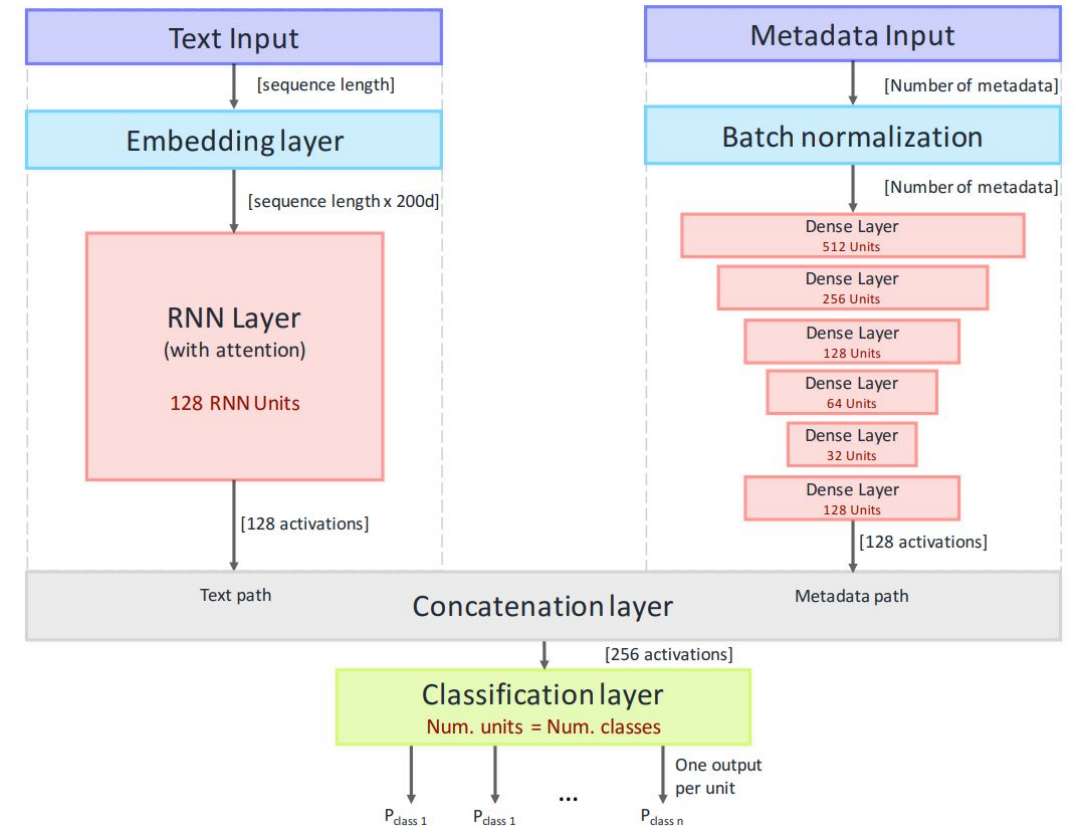 Text Input
[sequence length]
Embedding layer
[sequence length x 200d]
RNN Layer
(with attention)
128 RNN Units
[128 activations]
Text path
Metadata Input
[Number of metadata]
Batch normalization
[Number of metadata]
Dense Layer
512 Units
Dense Layer
256 Units
Dense Layer
128 Units
Dense Layer
64 Units
Dense Layer
32 Units
Dense Layer
128 Units
[128 activations]
Metadata path
Concatenation layer
[256 activations]
Classification layer
Num. units = Num. classes
One output
per unit
P class 1
P class 1
...
P class n